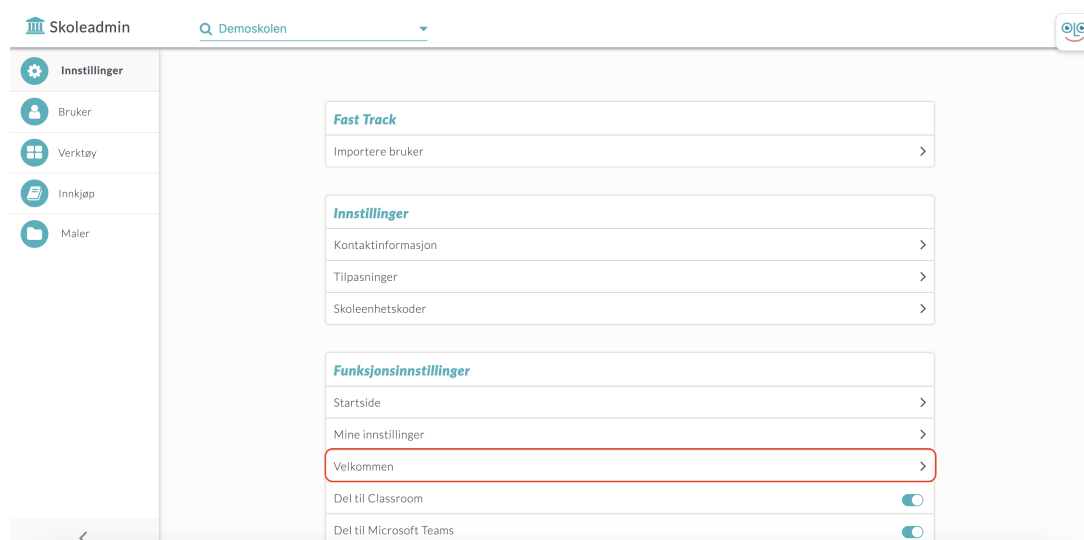 Skoleadmin
Demoskolen
Innstillinger
Bruker
Verktøy
Innkjøp
Maler
Fast Track
Importere bruker
Innstillinger
Kontaktinformasjon
Tilpasninger
Skoleenhetskoder
Funksjonsinnstillinger
Startside
Mine innstillinger
Velkommen
Del til Classroom
Del til Microsoft Teams